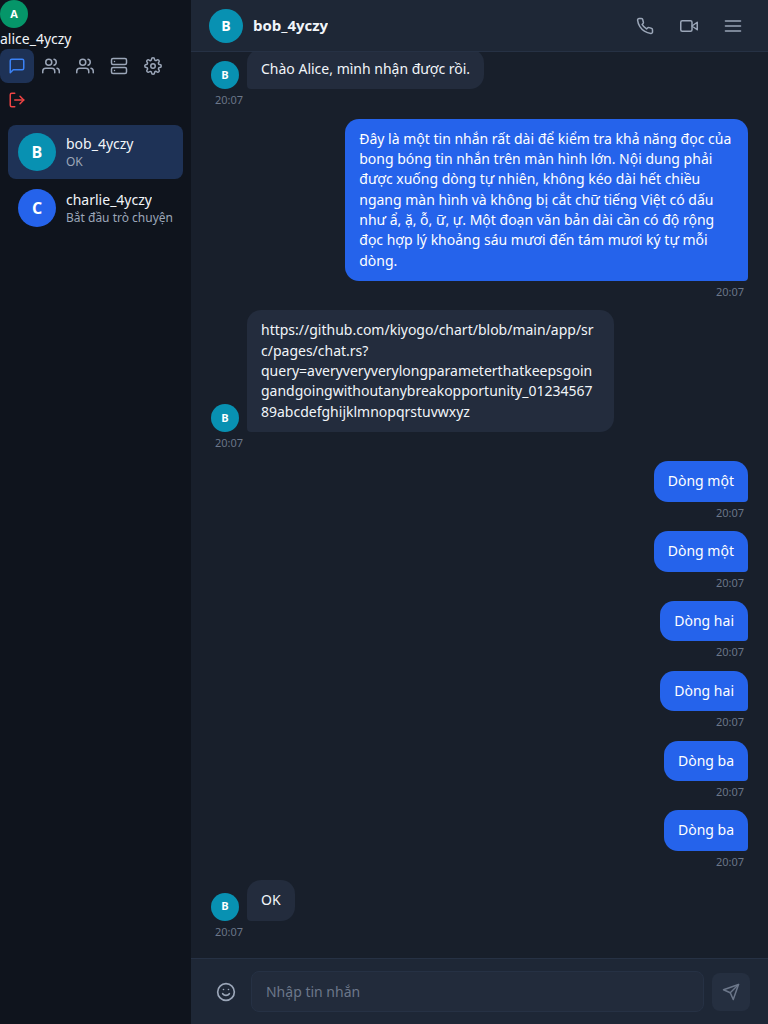 A
alice_4yczy
B
bob_4yczy
OK
C
charlie_4yczy
Bắt đầu trò chuyện
B
bob_4yczy
Chào Alice, mình nhận được rồi.
B
20:07
Đây là một tin nhắn rất dài để kiểm tra khả năng đọc của
bong bóng tin nhắn trên màn hình lớn. Nội dung phải
được xuống dòng tự nhiên, không kéo dài hết chiều
ngang màn hình và không bị cắt chữ tiếng Việt có dấu
như ẩ, ặ, ỗ, ữ, ự. Một đoạn văn bản dài cần có độ rộng
đọc hợp lý khoảng sáu mươi đến tám mươi ký tự mỗi
dòng.
20:07
https://github.com/kiyogo/chart/blob/main/app/sr
c/pages/chat.rs?
query=averyveryverylongparameterthatkeepsgoin
gandgoingwithoutanybreakopportunity_01234567
89abcdefghijklmnopqrstuvwxyz
B
20:07
Dòng một
20:07
Dòng một
20:07
Dòng hai
20:07
Dòng hai
20:07
Dòng ba
20:07
Dòng ba
20:07
OK
B
20:07
Nhập tin nhắn